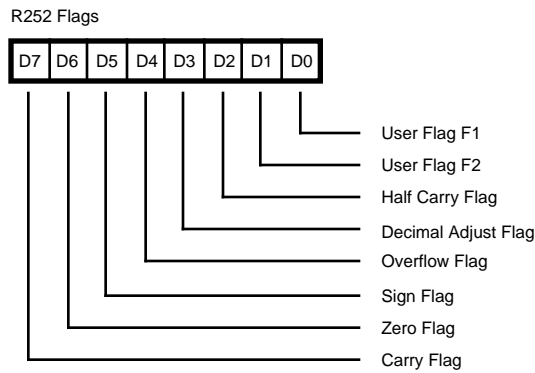 R252 Flags
D7 D6 D5 D4 D3 D2 D1 D0
User Flag F1
User Flag F2
Half Carry Flag
Decimal Adjust Flag
Overflow Flag
Sign Flag
Zero Flag
Carry Flag